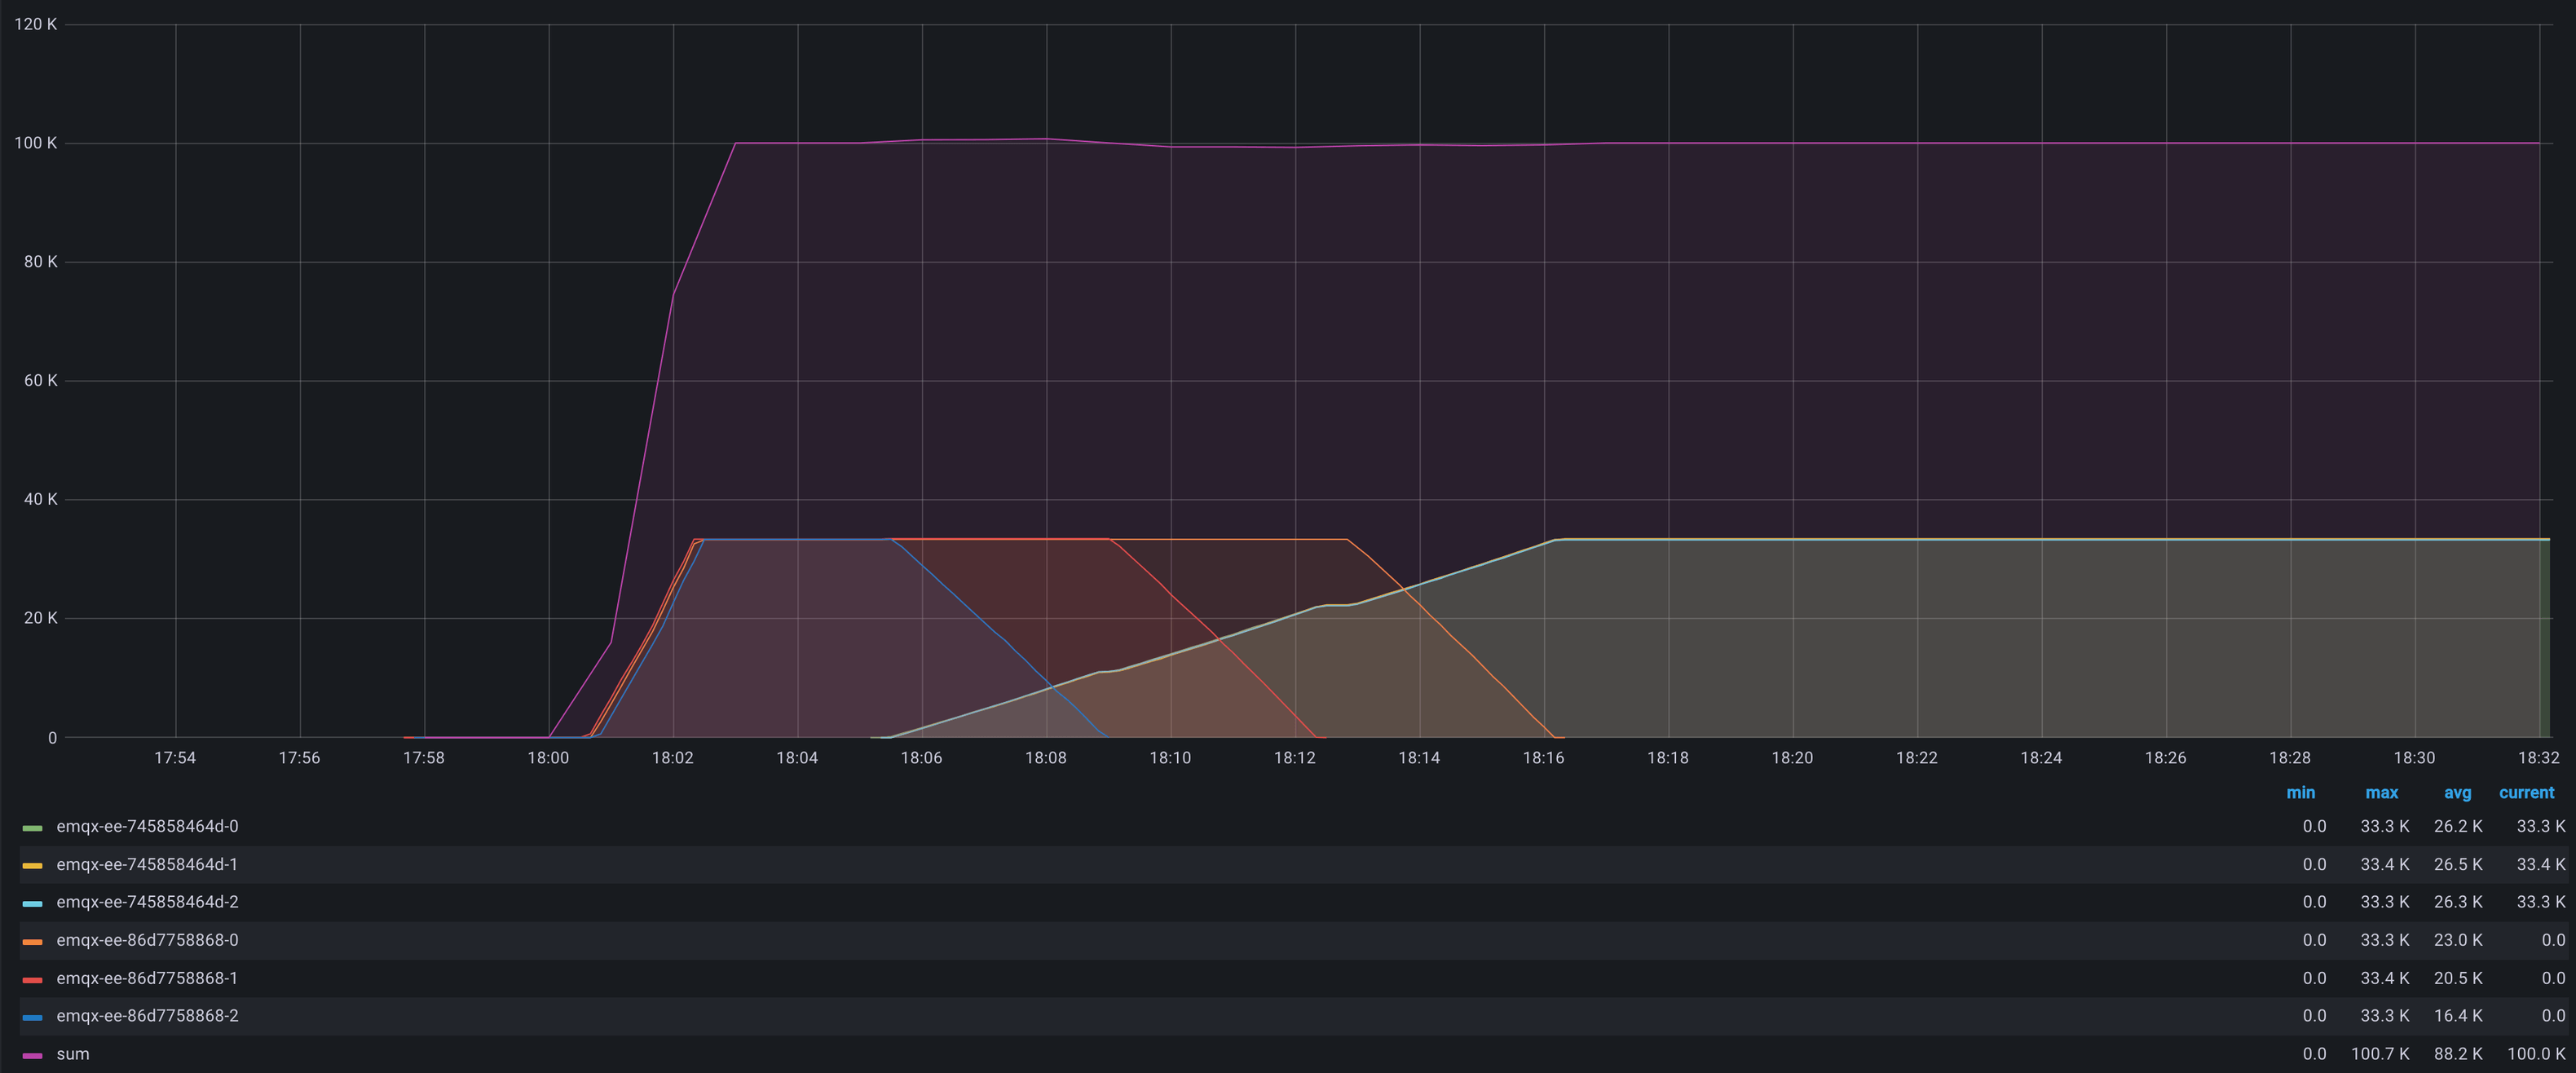 120 K
100 K
80 K
60 K
40 K
20 K
0
17:54 17:56 17:58 18:00 18:02 18:04 18:06 18:08 18:10 18:12 18:14 18:16 18:18 18:20 18:22 18:24 18:26 18:28 18:30 18:32
min max avg current
emqx-ee-745858464d-0 0.0 33.3 K 26.2 K 33.3 K
emqx-ee-745858464d-1 0.0 33.4 K 26.5 K 33.4 K
emqx-ee-745858464d-2 0.0 33.3 K 26.3 K 33.3 K
emqx-ee-86d7758868-0 0.0 33.3 K 23.0 K 0.0
emqx-ee-86d7758868-1 0.0 33.4 K 20.5 K 0.0
emqx-ee-86d7758868-2 0.0 33.3 K 16.4 K 0.0
sum 0.0 100.7 K 88.2 K 100.0 K